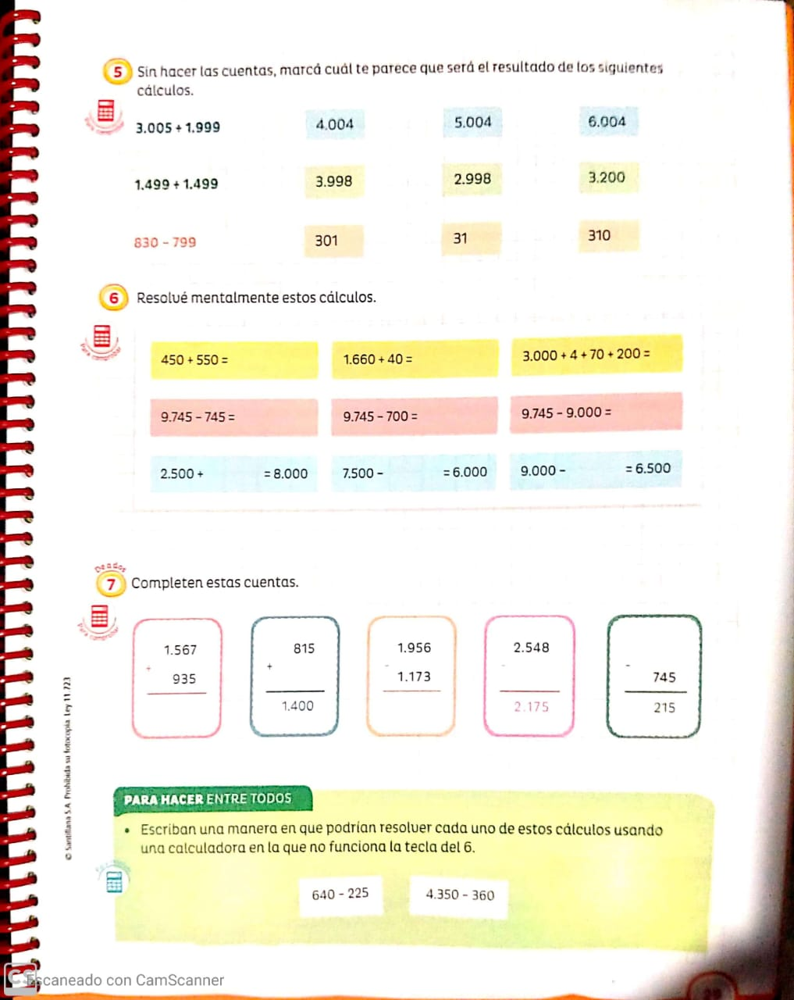 5 Sin hacer las cuentas, marcá cuál te parece que será el resultado de los siguientes
cálculos.
3.005 + 1.999 4.004 5.004 6.004
1.499 + 1.499 3.998 2.998 3.200
830 - 799 301 31 310
6 Resolvé mentalmente estos cálculos.
Para comprobar
450 + 550 = 1.660 + 40 = 3.000 + 4 + 70 + 200 =
9.745 - 745 = 9.745 - 700 = 9.745 - 9.000 =
2.500 + = 8.000 7.500 - = 6.000 9.000 - = 6.500
De a dos
7 Completen estas cuentas.
Para comprobar
1.567 815 1.956 2.548
+ + - - -
935 1.173 745
1.400 2.175 215
© Santillana S.A. Prohibida su fotocopia. Ley 11.723
PARA HACER ENTRE TODOS
• Escriban una manera en que podrían resolver cada uno de estos cálculos usando
una calculadora en la que no funciona la tecla del 6.
640 - 225 4.350 - 360
CS Escaneado con CamScanner